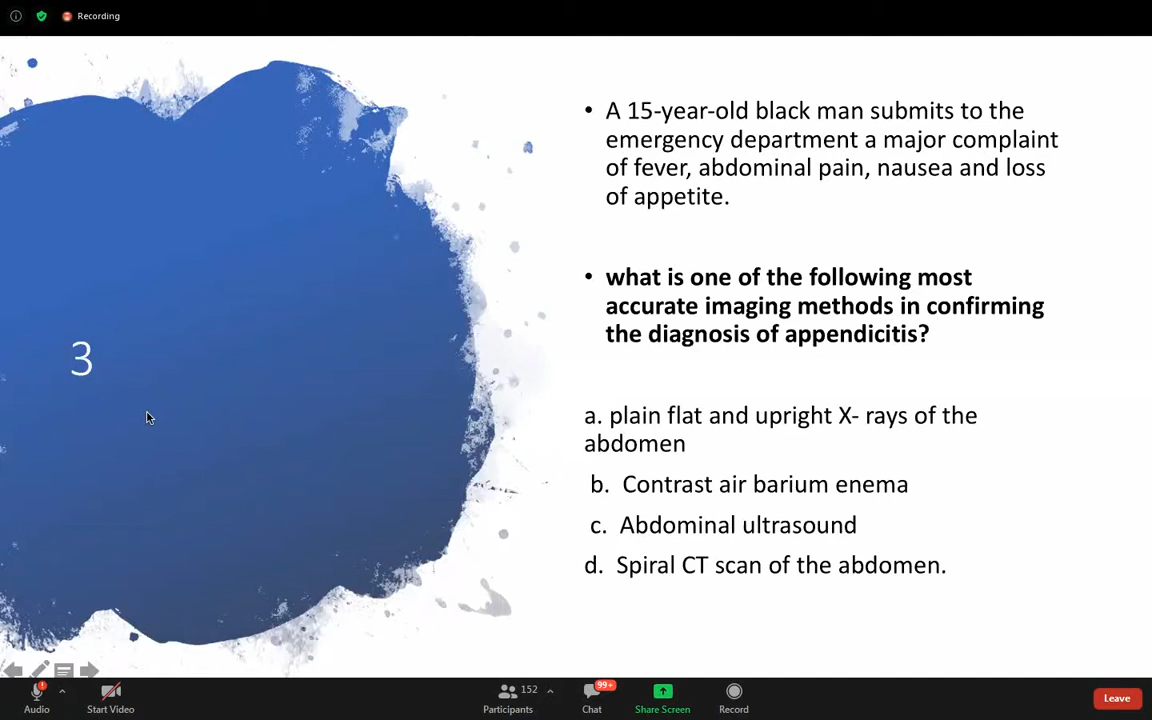 Recording
• A 15-year-old black man submits to the
emergency department a major complaint
of fever, abdominal pain, nausea and loss
of appetite.
• what is one of the following most
accurate imaging methods in confirming
the diagnosis of appendicitis?
3
a. plain flat and upright X- rays of the
abdomen
b. Contrast air barium enema
c. Abdominal ultrasound
d. Spiral CT scan of the abdomen.
Audio
Start Video
152
Participants
99+
Chat
Share Screen
Record
Leave